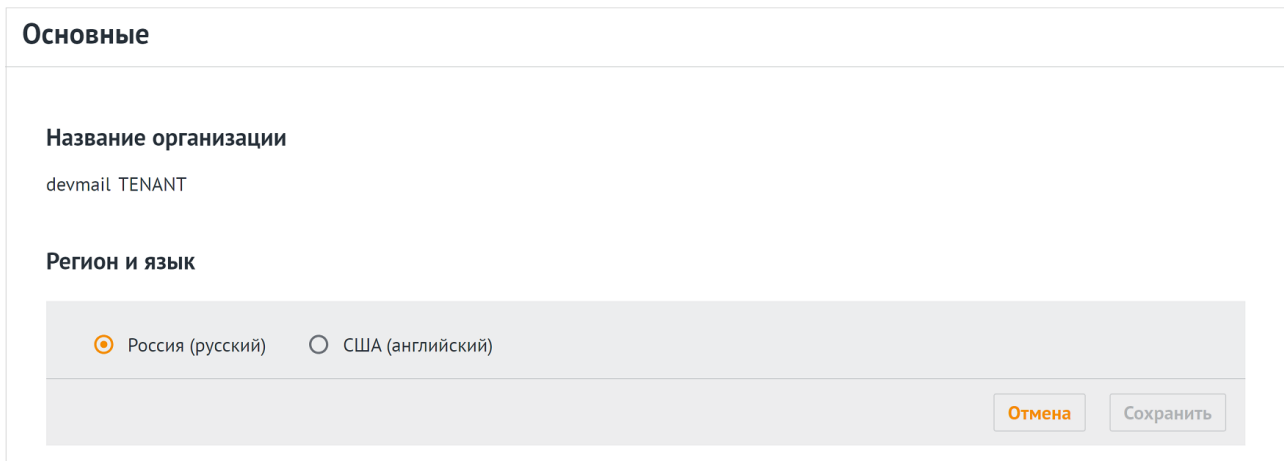 Основные
Название организации
devmail TENANT
Регион и язык
Россия (русский) США (английский)
Отмена Сохранить